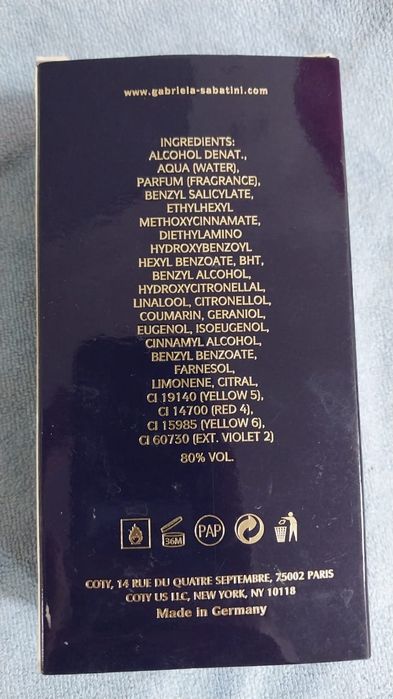 www.gabriela-sabatini.com
INGREDIENTS:
ALCOHOL DENAT.,
AQUA (WATER),
PARFUM (FRAGRANCE),
BENZYL SALICYLATE,
ETHYLHEXYL
METHOXYCINNAMATE,
DIETHYLAMINO
HYDROXYBENZOYL
HEXYL BENZOATE, BHT,
BENZYL ALCOHOL,
HYDROXYCITRONELLAL,
LINALOOL, CITRONELLOL,
COUMARIN, GERANIOL,
EUGENOL, ISOEUGENOL,
CINNAMYL ALCOHOL,
BENZYL BENZOATE,
FARNESOL,
LIMONENE, CITRAL,
CI 19140 (YELLOW 5),
CI 14700 (RED 4),
CI 15985 (YELLOW 6),
CI 60730 (EXT. VIOLET 2)
80% VOL.
36M
PAP
COTY, 14 RUE DU QUATRE SEPTEMBRE, 75002 PARIS
COTY US LLC, NEW YORK, NY 10118
Made in Germany